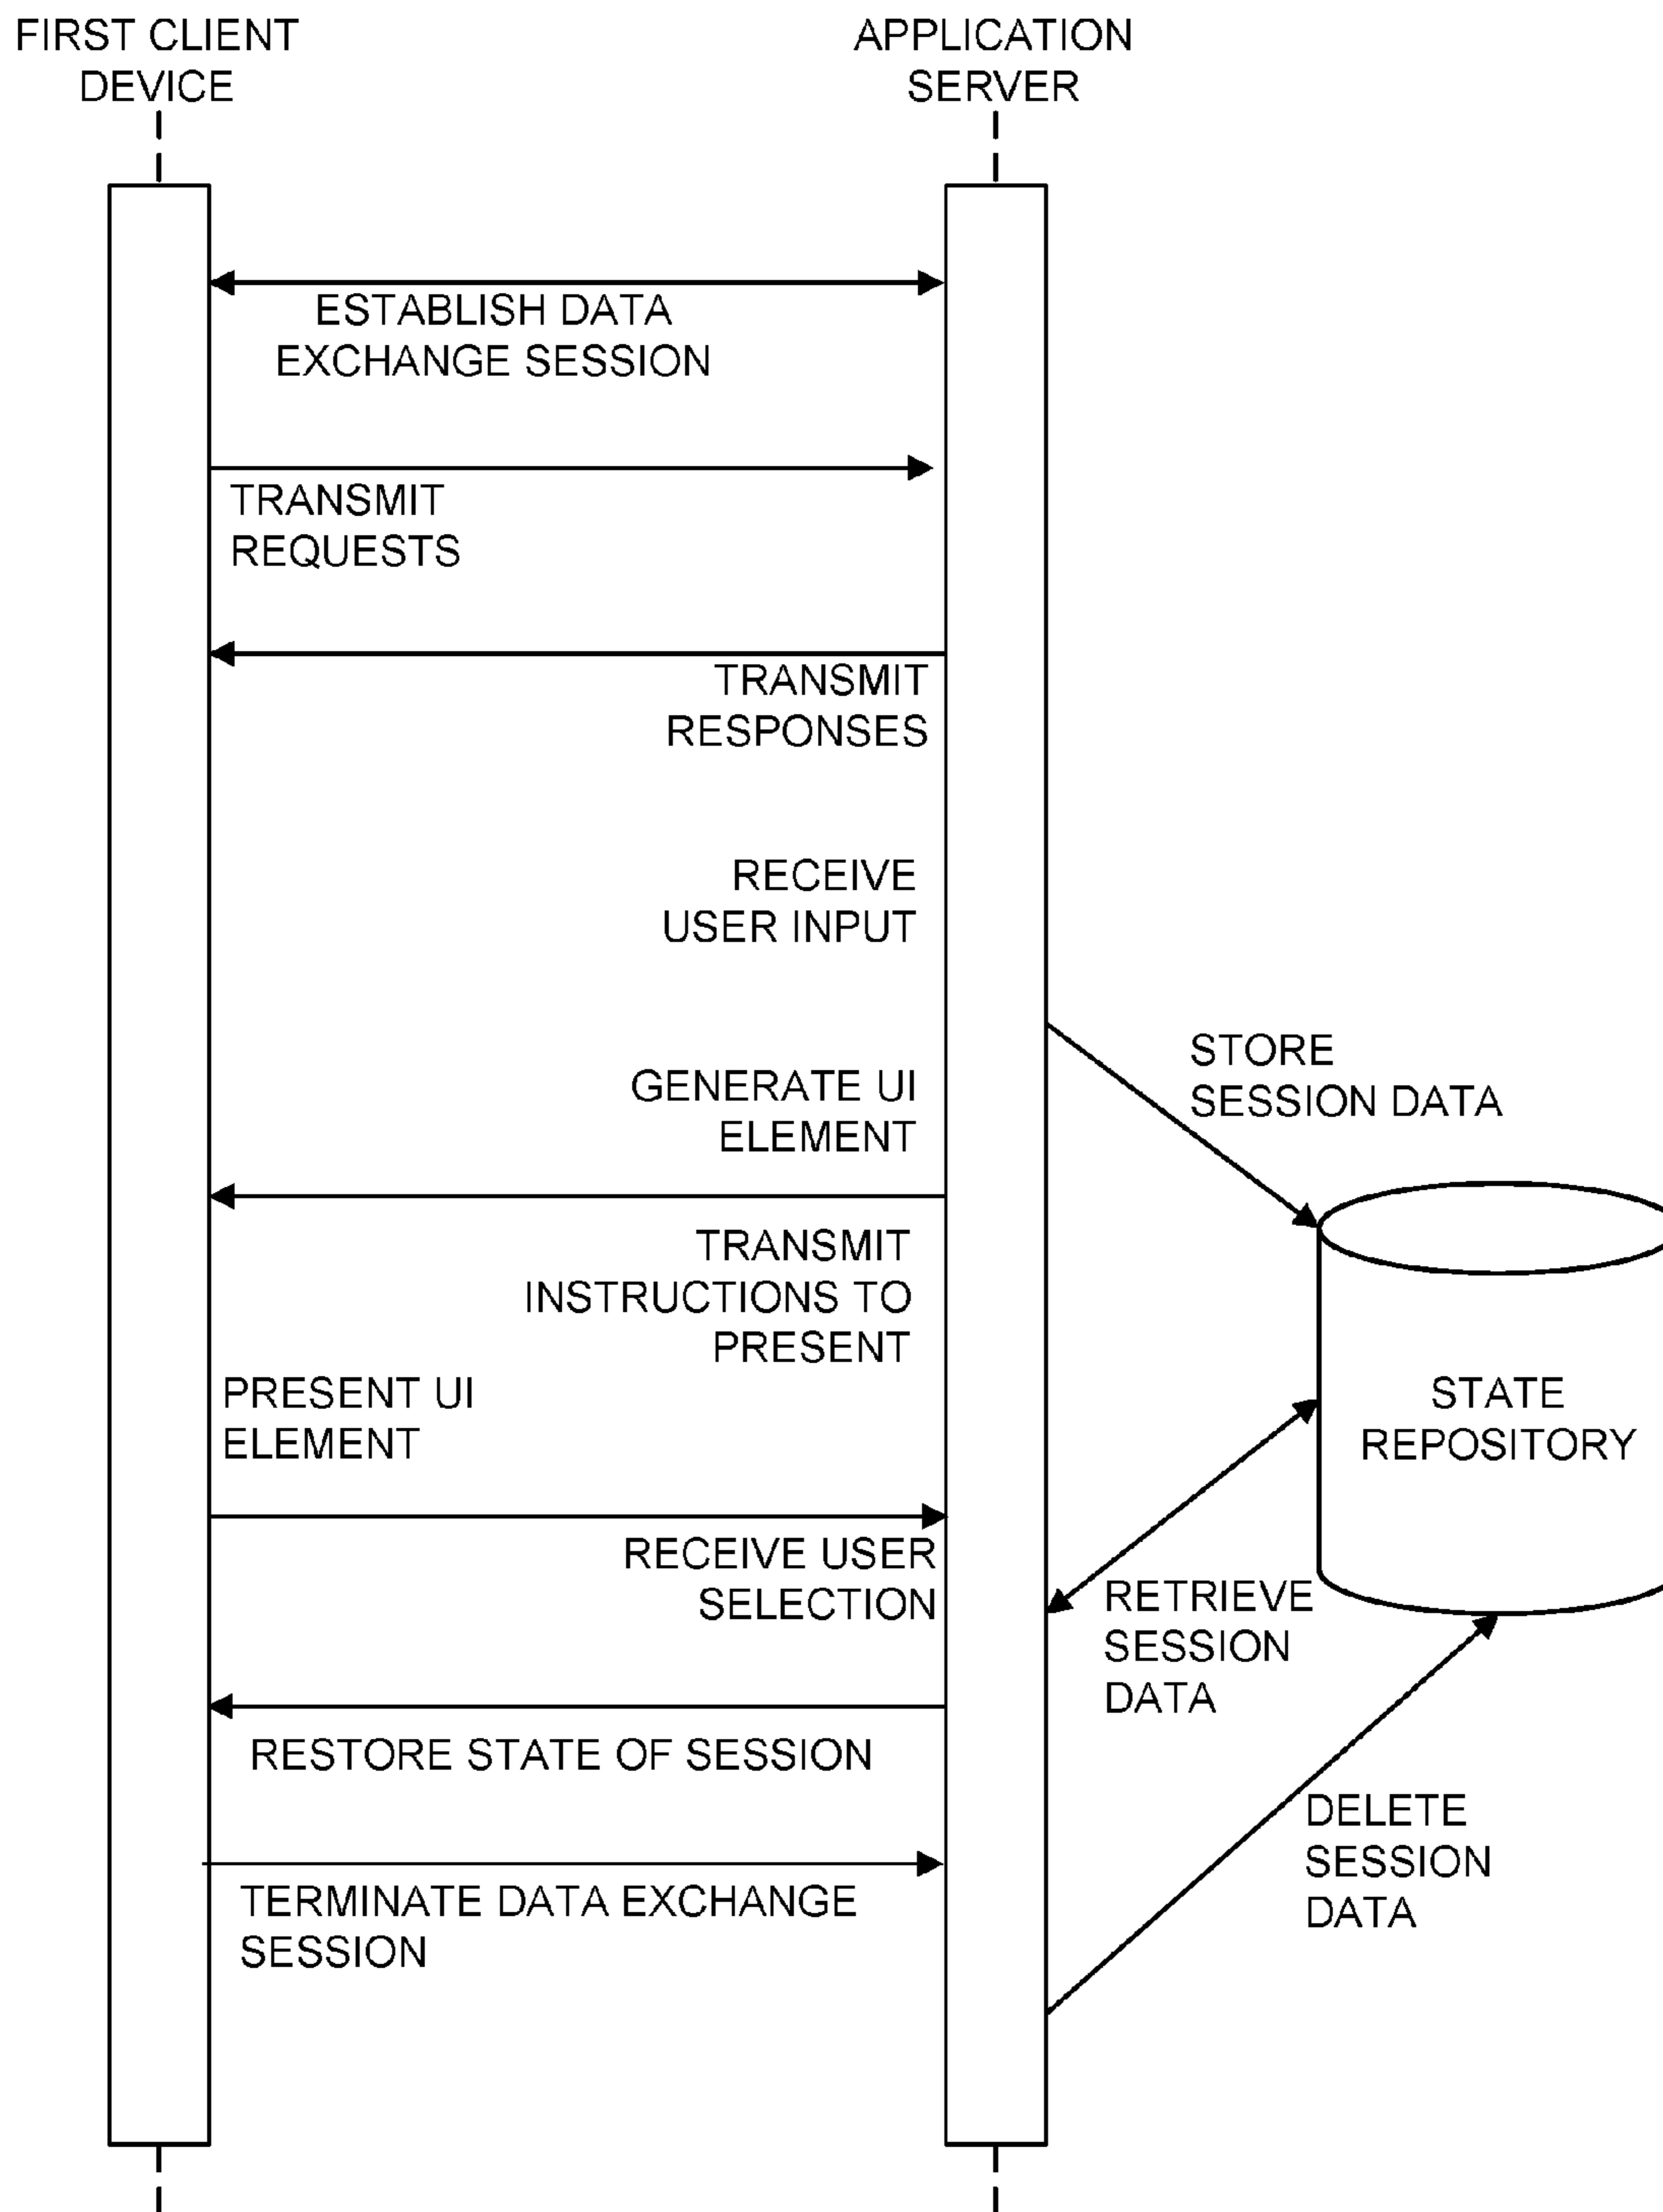 FIRST CLIENT
DEVICE
APPLICATION
SERVER
ESTABLISH DATA
EXCHANGE SESSION
TRANSMIT
REQUESTS
TRANSMIT
RESPONSES
RECEIVE
USER INPUT
STORE
SESSION DATA
GENERATE UI
ELEMENT
TRANSMIT
INSTRUCTIONS TO
PRESENT
PRESENT UI
ELEMENT
STATE
REPOSITORY
RECEIVE USER
SELECTION
RETRIEVE
SESSION
DATA
RESTORE STATE OF SESSION
DELETE
SESSION
DATA
TERMINATE DATA EXCHANGE
SESSION